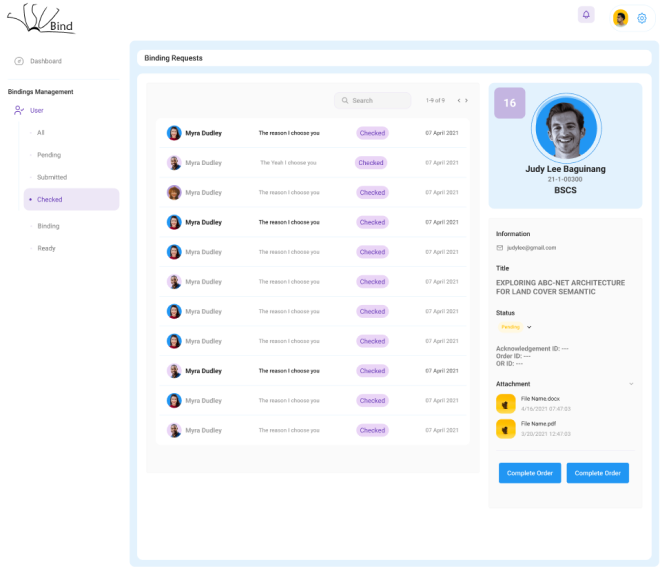 Bind
Dashboard
Bindings Management
User
All
Pending
Submitted
Checked
Binding
Ready
Binding Requests
Search
1-9 of 9
Myra Dudley The reason I choose you Checked 07 April 2021
Myra Dudley The Yeah I choose you Checked 07 April 2021
Myra Dudley The reason I choose you Checked 07 April 2021
Myra Dudley The reason I choose you Checked 07 April 2021
Myra Dudley The reason I choose you Checked 07 April 2021
Myra Dudley The reason I choose you Checked 07 April 2021
Myra Dudley The reason I choose you Checked 07 April 2021
Myra Dudley The reason I choose you Checked 07 April 2021
Myra Dudley The reason I choose you Checked 07 April 2021
Myra Dudley The reason I choose you Checked 07 April 2021
Myra Dudley The reason I choose you Checked 07 April 2021
16
Judy Lee Baguinang
21-1-00300
BSCS
Information
judylee@gmail.com
Title
EXPLORING ABC-NET ARCHITECTURE
FOR LAND COVER SEMANTIC
Status
Pending
Acknowledgement ID: ---
Order ID: ---
OR ID: ---
Attachment
File Name.docx
4/16/2021 07:47:03
File Name.pdf
3/20/2021 12:47:03
Complete Order Complete Order